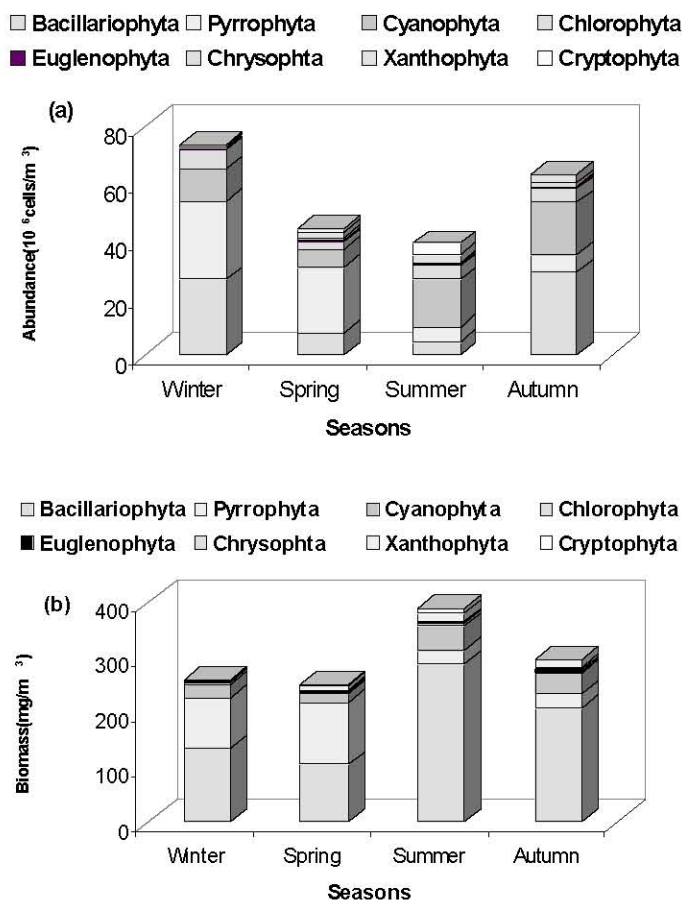 Bacillariophyta Pyrrophyta Cyanophyta Chlorophyta
Euglenophyta Chrysophta Xanthophyta Cryptophyta
(a)
Abundance(10 6cells/m 3)
80
60
40
20
0
Winter Spring Summer Autumn
Seasons
Bacillariophyta Pyrrophyta Cyanophyta Chlorophyta
Euglenophyta Chrysophta Xanthophyta Cryptophyta
(b)
Biomass(mg/m 3)
400
300
200
100
0
Winter Spring Summer Autumn
Seasons